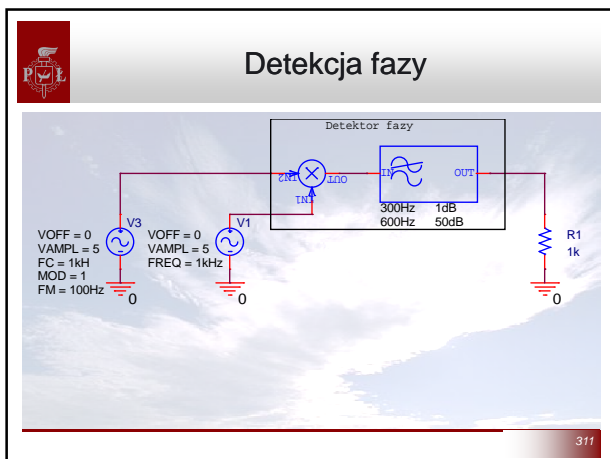 P Ł
Detekcja fazy
Detektor fazy
IN2
OUT
IN1
IN
OUT
300Hz 1dB
600Hz 50dB
V3
VOFF = 0
VAMPL = 5
FC = 1kH
MOD = 1
FM = 100Hz
0
V1
VOFF = 0
VAMPL = 5
FREQ = 1kHz
0
R1
1k
0
311